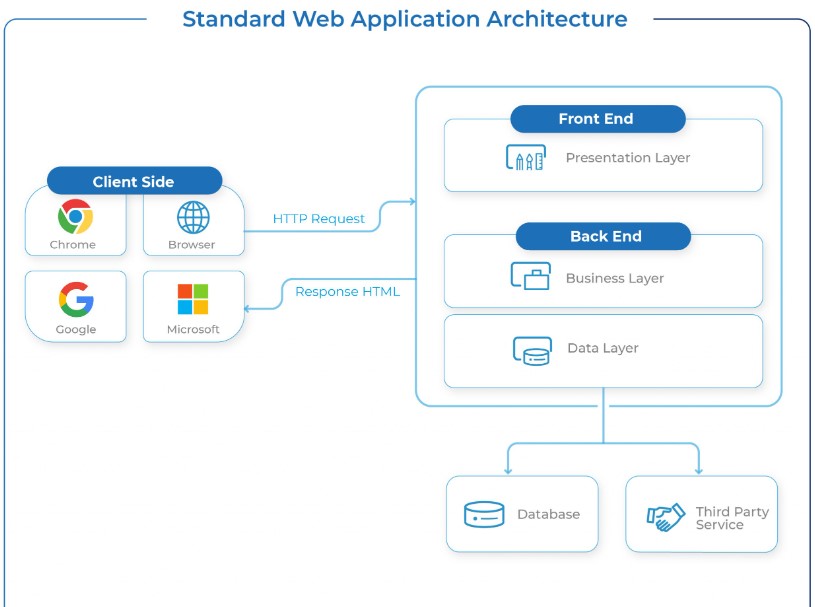 Standard Web Application Architecture
Client Side
Chrome
Browser
Google
Microsoft
HTTP Request
Response HTML
Front End
Presentation Layer
Back End
Business Layer
Data Layer
Database
Third Party
Service